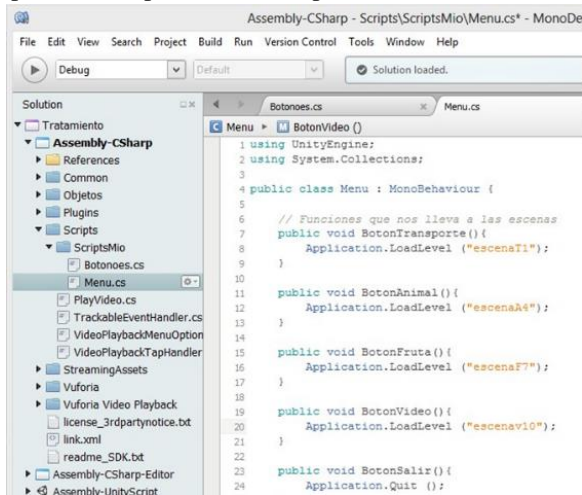 Assembly-CSharp - Scripts\ScriptsMio\Menu.cs* - MonoDe
File Edit View Search Project Build Run Version Control Tools Window Help
Debug
Default
Solution loaded.
Solution
Tratamiento
Assembly-CSharp
References
Common
Objetos
Plugins
Scripts
ScriptsMio
Botonoes.cs
Menu.cs
PlayVideo.cs
TrackableEventHandler.cs
VideoPlaybackMenuOption
VideoPlaybackTapHandler
StreamingAssets
Vuforia
Vuforia Video Playback
license_3rdpartynotice.txt
link.xml
readme_SDK.txt
Assembly-CSharp-Editor
Assembly-UnityScript
Botonoes.cs
Menu.cs
Menu
BotonVideo ()
1 using UnityEngine;
2 using System.Collections;
3
4 public class Menu : MonoBehaviour {
5
6 // Funciones que nos lleva a las escenas
7 public void BotonTransporte(){
8 Application.LoadLevel ("escenaT1");
9 }
10
11 public void BotonAnimal(){
12 Application.LoadLevel ("escenaA4");
13 }
14
15 public void BotonFruta(){
16 Application.LoadLevel ("escenaF7");
17 }
18
19 public void BotonVideo(){
20 Application.LoadLevel ("escenav10");
21 }
22
23 public void BotonSalir(){
24 Application.Quit ();